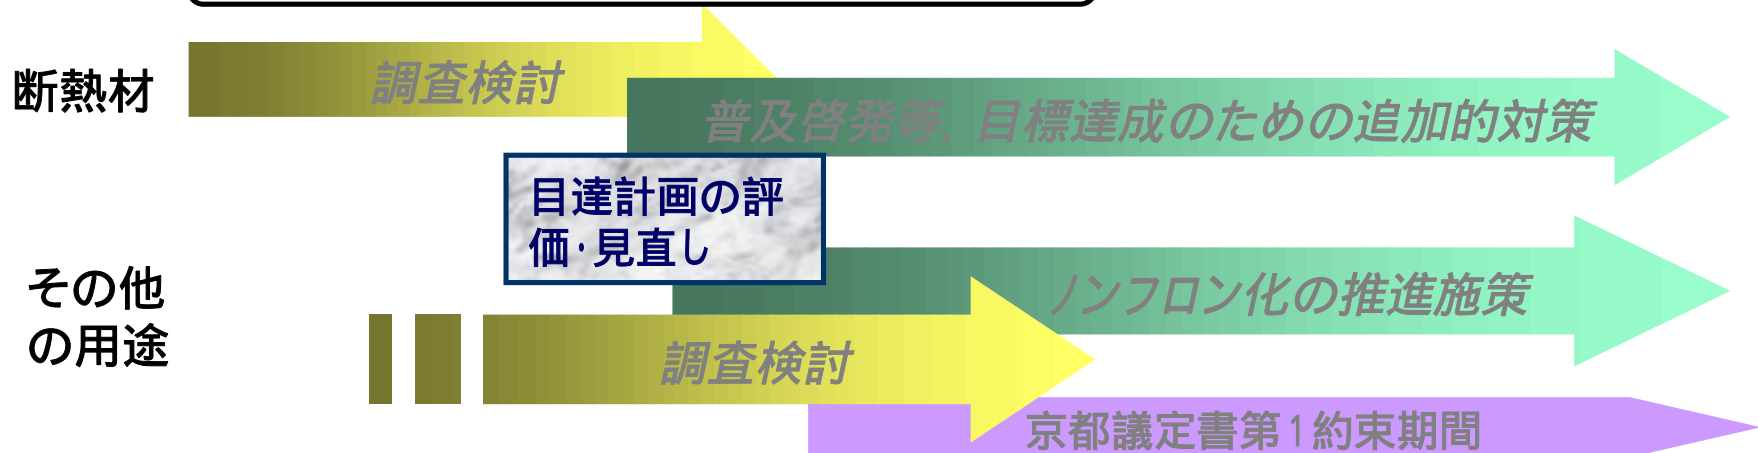 断熱材
調査検討
普及啓発等、目標達成のための追加的対策
目達計画の評
価･見直し
その他
の用途
ノンフロン化の推進施策
調査検討
京都議定書第1約束期間